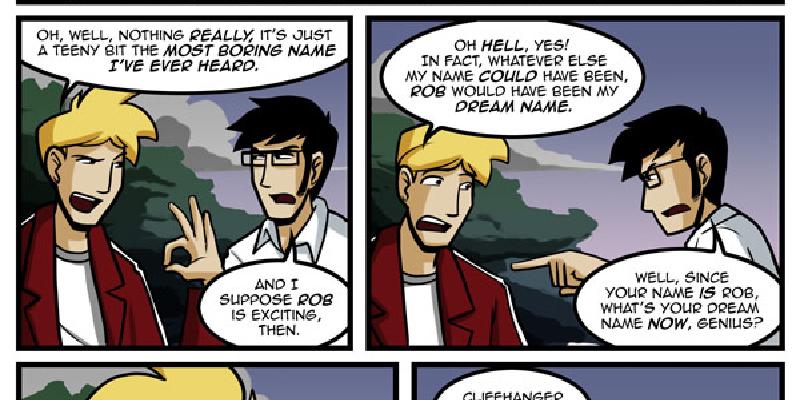 OH, WELL, NOTHING REALLY, IT'S JUST
A TEENY BIT THE MOST BORING NAME
I'VE EVER HEARD.
AND I
SUPPOSE ROB
IS EXCITING,
THEN.
OH HELL, YES!
IN FACT, WHATEVER ELSE
MY NAME COULD HAVE BEEN,
ROB WOULD HAVE BEEN MY
DREAM NAME.
WELL, SINCE
YOUR NAME IS ROB,
WHAT'S YOUR DREAM
NAME NOW, GENIUS?
CLIFFHANGER